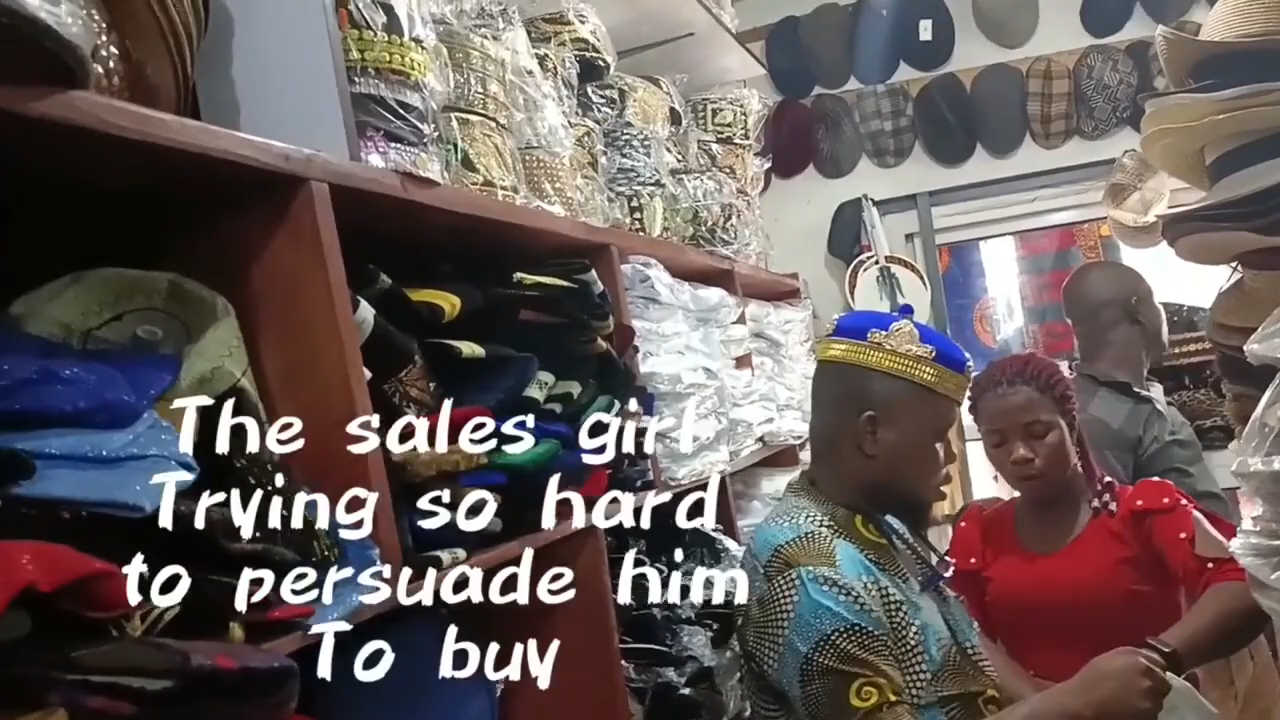 The sales girl
Trying so hard
to persuade him
To buy